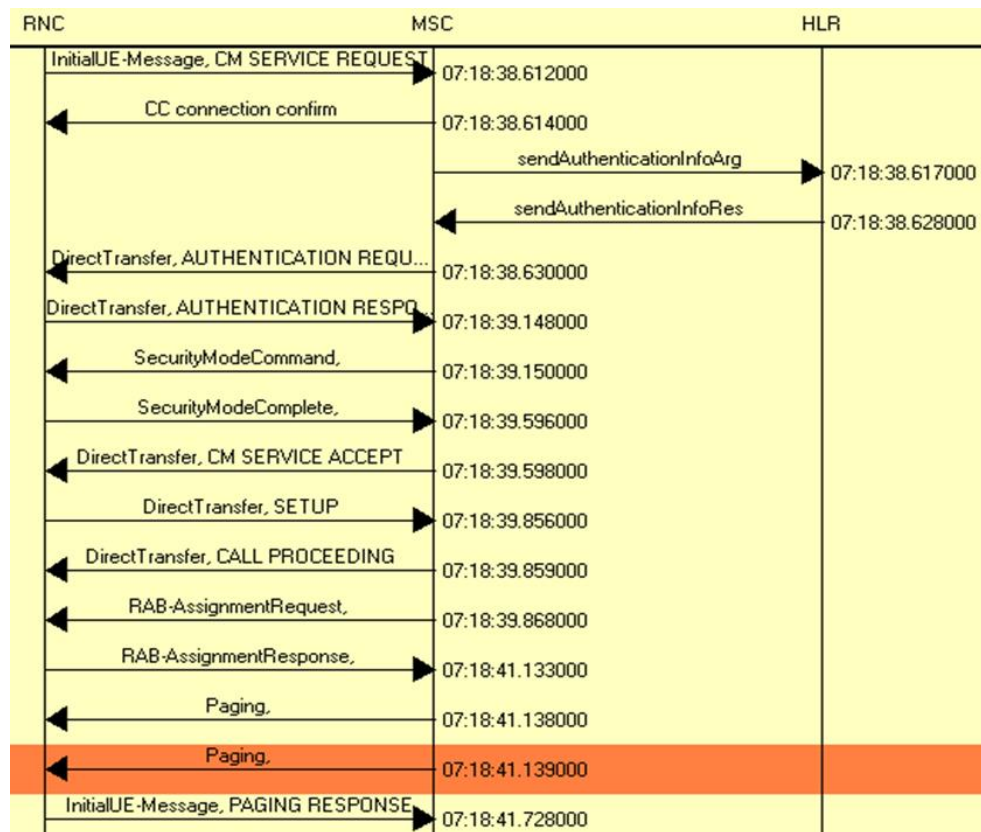 RNC MSC HLR
InitialUE-Message, CM SERVICE REQUEST 07:18:38.612000
CC connection confirm 07:18:38.614000
sendAuthenticationInfoArg 07:18:38.617000
sendAuthenticationInfoRes 07:18:38.628000
DirectTransfer, AUTHENTICATION REQU... 07:18:38.630000
DirectTransfer, AUTHENTICATION RESPO... 07:18:39.148000
SecurityModeCommand, 07:18:39.150000
SecurityModeComplete, 07:18:39.596000
DirectTransfer, CM SERVICE ACCEPT 07:18:39.598000
DirectTransfer, SETUP 07:18:39.856000
DirectTransfer, CALL PROCEEDING 07:18:39.859000
RAB-AssignmentRequest, 07:18:39.868000
RAB-AssignmentResponse, 07:18:41.133000
Paging, 07:18:41.138000
Paging, 07:18:41.139000
InitialUE-Message, PAGING RESPONSE 07:18:41.728000